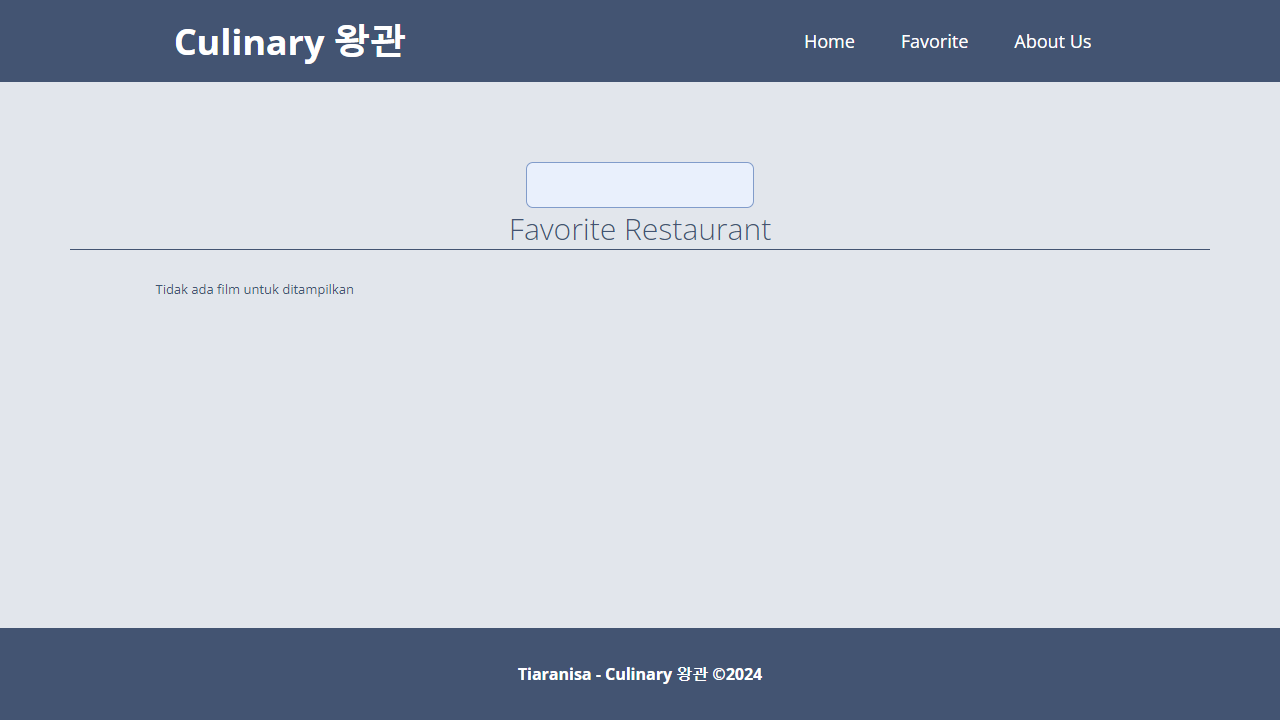 Culinary 왕관
Home
Favorite
About Us
Favorite Restaurant
Tidak ada film untuk ditampilkan
Tiaranisa - Culinary 왕관 ©2024